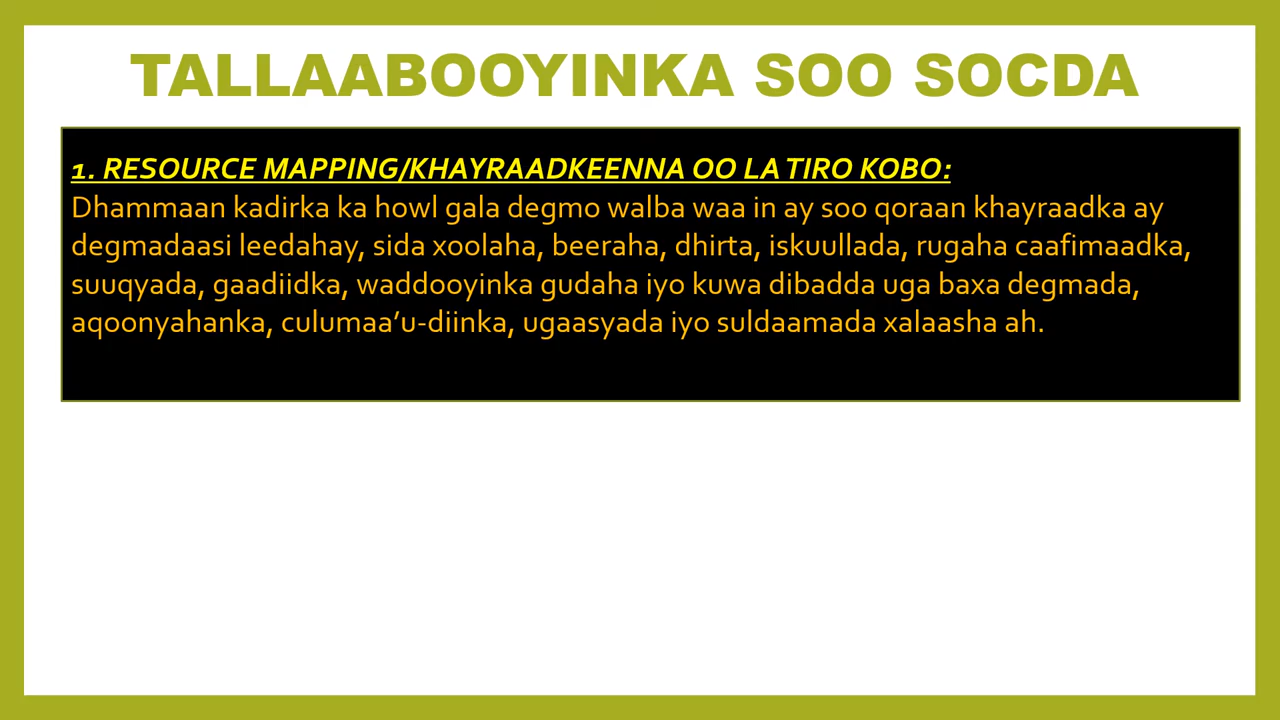 TALLAABOOYINKA SOO SOCDA
1. RESOURCE MAPPING/KHAYRAADKEENNA OO LA TIRO KOBO:
Dhammaan kadirka ka howl gala degmo walba waa in ay soo qoraan khayraadka ay
degmadaasi leedahay, sida xoolaha, beeraha, dhirta, iskuullada, rugaha caafimaadka,
suuqyada, gaadiidka, waddooyinka gudaha iyo kuwa dibadda uga baxa degmada,
aqoonyahanka, culumaa’u-diinka, ugaasyada iyo suldaamada xalaasha ah.